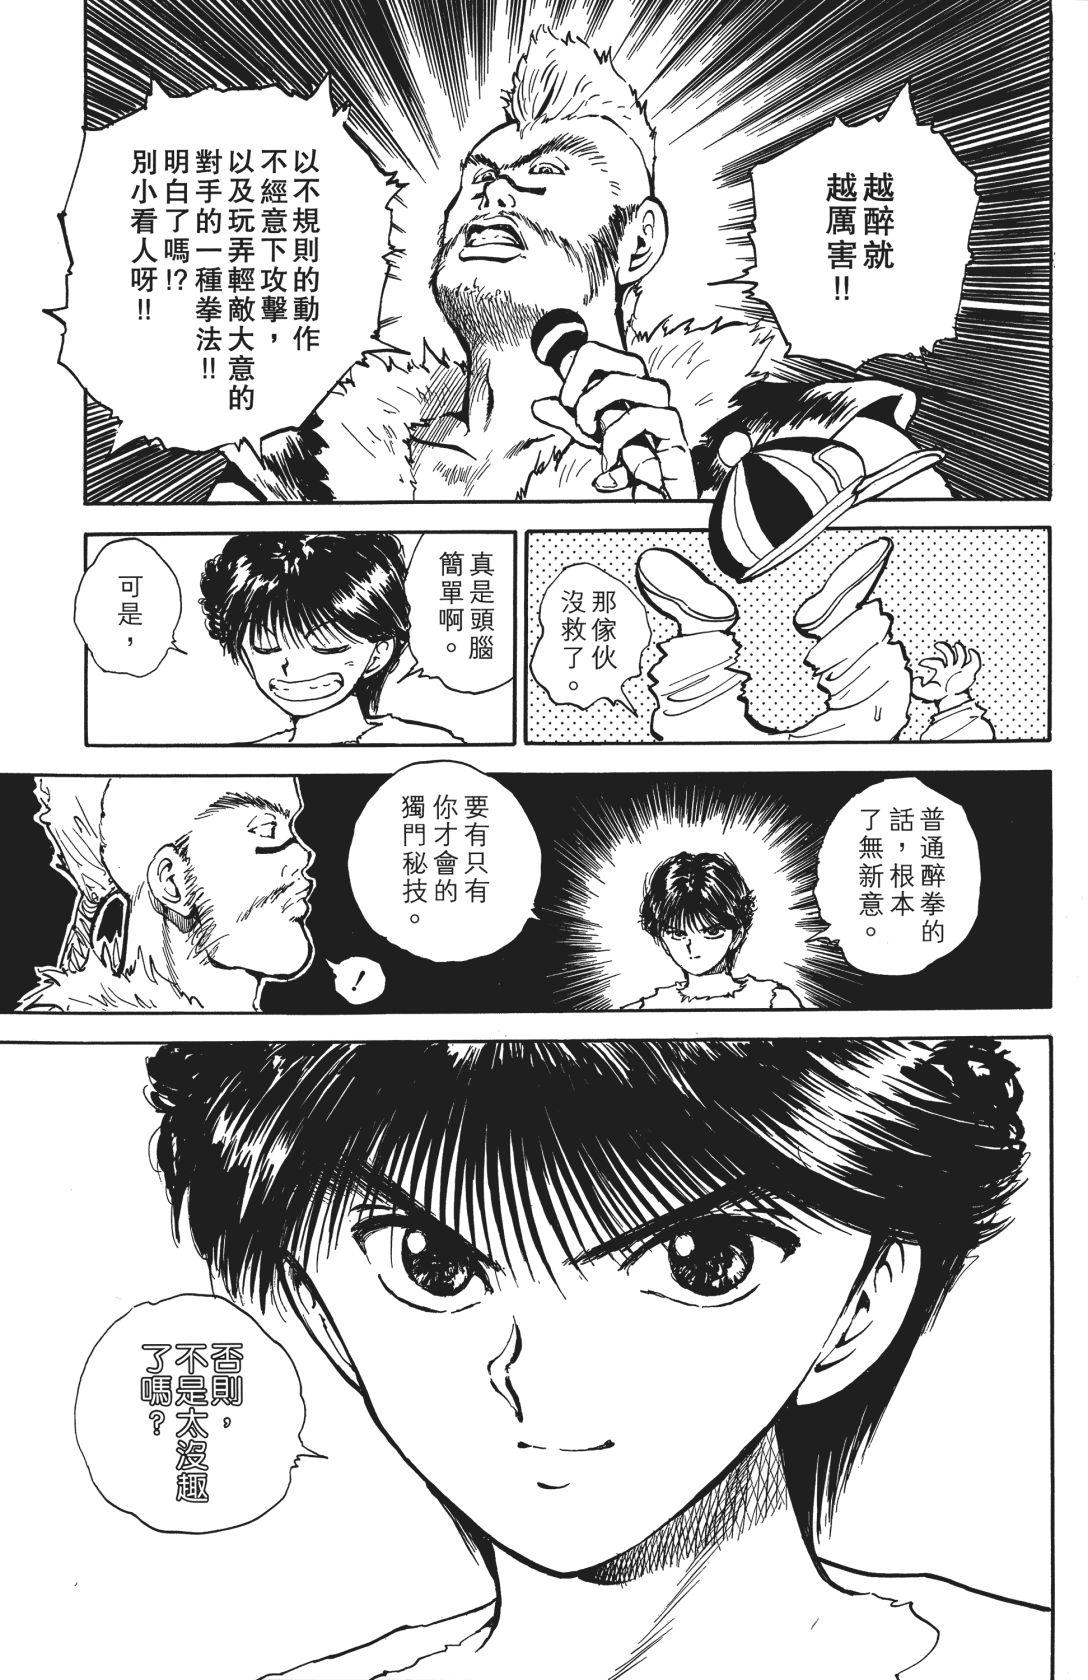 越醉就
越厲害!!
以不規則的動作
不經意下攻擊，
以及玩弄輕敵大意的
對手的一種拳法!!
明白了嗎!?
別小看人呀!!
那傢伙
沒救了。
真是頭腦
簡單啊。
可是，
普通醉拳的
話，根本
了無新意。
要有只有
你才會的
獨門秘技。
！
否則，
不是太沒趣
了嗎？